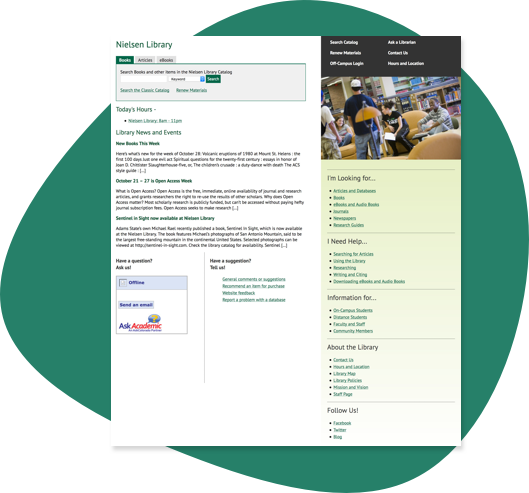 Nielsen Library
Books Articles eBooks
Search Books and other items in the Nielsen Library Catalog
Keyword Search
Search the Classic Catalog Renew Materials
Today's Hours -
Nielsen Library: 8am - 11pm
Library News and Events
New Books This Week
Here's what's new for the week of October 28: Volcanic eruptions of 1980 at Mount St. Helens : the
first 100 days Just one evil act Spiritual questions for the twenty-first century : essays in honor of
Joan D. Chittister Slaughterhouse-five, or, The children's crusade : a duty-dance with death The ACS
style guide : [...]
October 21 – 27 is Open Access Week
What is Open Access? Open Access is the free, immediate, online availability of journal and research
articles, and grants researchers the right to re-use the results of other scholars. Why does Open
Access matter? Most scholarly research is publicly funded, but can't be accessed without paying hefty
journal subscription fees. Open Access seeks to make research [...]
Sentinel in Sight now available at Nielsen Library
Adams State's own Michael Rael recently published a book, Sentinel in Sight, which is now available
at the Nielsen Library. The book features Michael's photographs of San Antonio Mountain, said to be
the largest free-standing mountain in the continental United States. Selected photographs can be
viewed at http://sentinel-in-sight.com. Check the library catalog for availability. Sentinel [...]
Have a question?
Ask us!
Offline
Send an email
Ask Academic
Have a suggestion?
Tell us!
General comments or suggestions
Recommend an item for purchase
Website feedback
Report a problem with a database
Search Catalog Ask a Librarian
Renew Materials Contact Us
Off-Campus Login Hours and Location
I'm Looking for...
Articles and Databases
Books
eBooks and Audio Books
Journals
Newspapers
Research Guides
I Need Help...
Searching for Articles
Using the Library
Researching
Writing and Citing
Downloading eBooks and Audio Books
Information for...
On-Campus Students
Distance Students
Faculty and Staff
Community Members
About the Library
Contact Us
Hours and Location
Library Map
Library Policies
Mission and Vision
Staff Page
Follow Us!
Facebook
Twitter
Blog